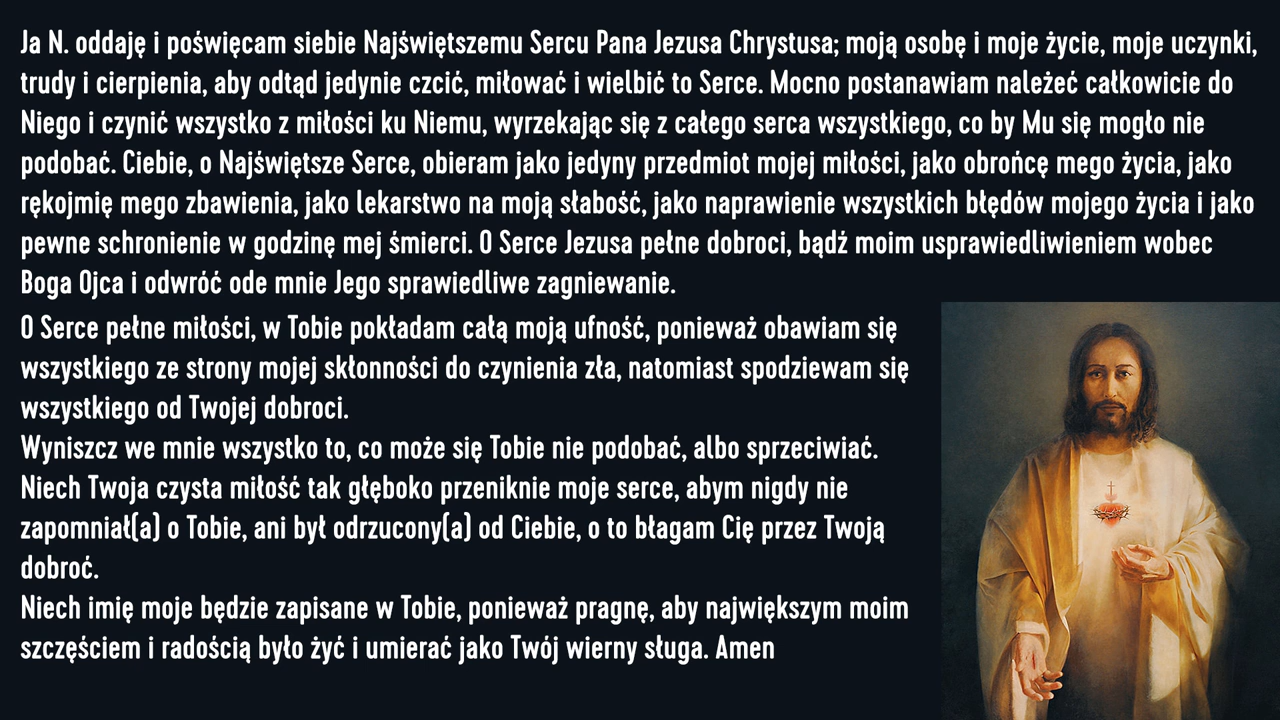 Ja N. oddaję i poświęcam siebie Najświętszemu Sercu Pana Jezusa Chrystusa; moją osobę i moje życie, moje uczynki,
trudy i cierpienia, aby odtąd jedynie czcić, miłować i wielbić to Serce. Mocno postanawiam należeć całkowicie do
Niego i czynić wszystko z miłości ku Niemu, wyrzekając się z całego serca wszystkiego, co by Mu się mogło nie
podobać. Ciebie, o Najświętsze Serce, obieram jako jedyny przedmiot mojej miłości, jako obrońcę mego życia, jako
rękojmię mego zbawienia, jako lekarstwo na moją słabość, jako naprawienie wszystkich błędów mojego życia i jako
pewne schronienie w godzinę mej śmierci. O Serce Jezusa pełne dobroci, bądź moim usprawiedliwieniem wobec
Boga Ojca i odwróć ode mnie Jego sprawiedliwe zagniewanie.
O Serce pełne miłości, w Tobie pokładam całą moją ufność, ponieważ obawiam się
wszystkiego ze strony mojej skłonności do czynienia zła, natomiast spodziewam się
wszystkiego od Twojej dobroci.
Wyniszcz we mnie wszystko to, co może się Tobie nie podobać, albo sprzeciwiać.
Niech Twoja czysta miłość tak głęboko przeniknie moje serce, abym nigdy nie
zapomniał(a) o Tobie, ani był odrzucony(a) od Ciebie, o to błagam Cię przez Twoją
dobroć.
Niech imię moje będzie zapisane w Tobie, ponieważ pragnę, aby największym moim
szczęściem i radością było żyć i umierać jako Twój wierny sługa. Amen